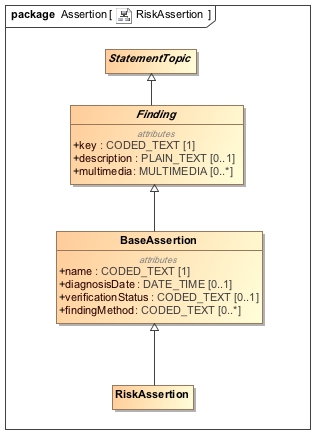 package Assertion [ RiskAssertion ]
StatementTopic
Finding
attributes
+key : CODED_TEXT [1]
+description : PLAIN_TEXT [0..1]
+multimedia : MULTIMEDIA [0..*]
BaseAssertion
attributes
+name : CODED_TEXT [1]
+diagnosisDate : DATE_TIME [0..1]
+verificationStatus : CODED_TEXT [0..1]
+findingMethod : CODED_TEXT [0..*]
RiskAssertion